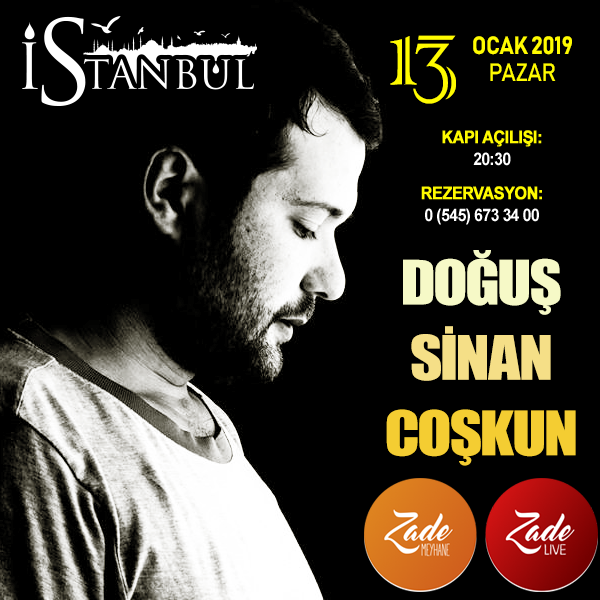 İSTANBUL
13 OCAK 2019
PAZAR
KAPI AÇILIŞI:
20:30
REZERVASYON:
0 (545) 673 34 00
DOĞUŞ
SİNAN
COŞKUN
Zade
MEYHANE
Zade
LIVE